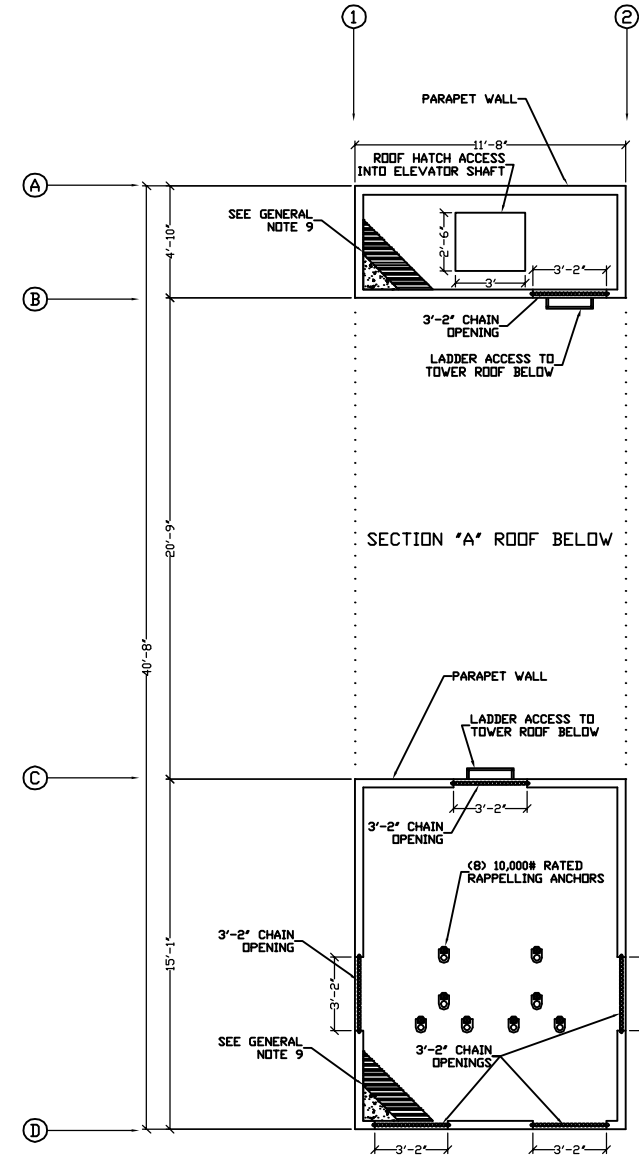 1
2
PARAPET WALL
11'-8"
ROOF HATCH ACCESS
INTO ELEVATOR SHAFT
A
SEE GENERAL
NOTE 9
4'-10"
2'-6"
3'
3'-2"
B
3'-2" CHAIN
OPENING
LADDER ACCESS TO
TOWER ROOF BELOW
SECTION "A" ROOF BELOW
20'-9"
40'-8"
PARAPET WALL
LADDER ACCESS TO
TOWER ROOF BELOW
C
3'-2"
3'-2" CHAIN
OPENING
(8) 10,000# RATED
RAPPELLING ANCHORS
3'-2" CHAIN
OPENING
15'-1"
3'-2"
SEE GENERAL
NOTE 9
3'-2" CHAIN
OPENINGS
D
3'-2"
3'-2"